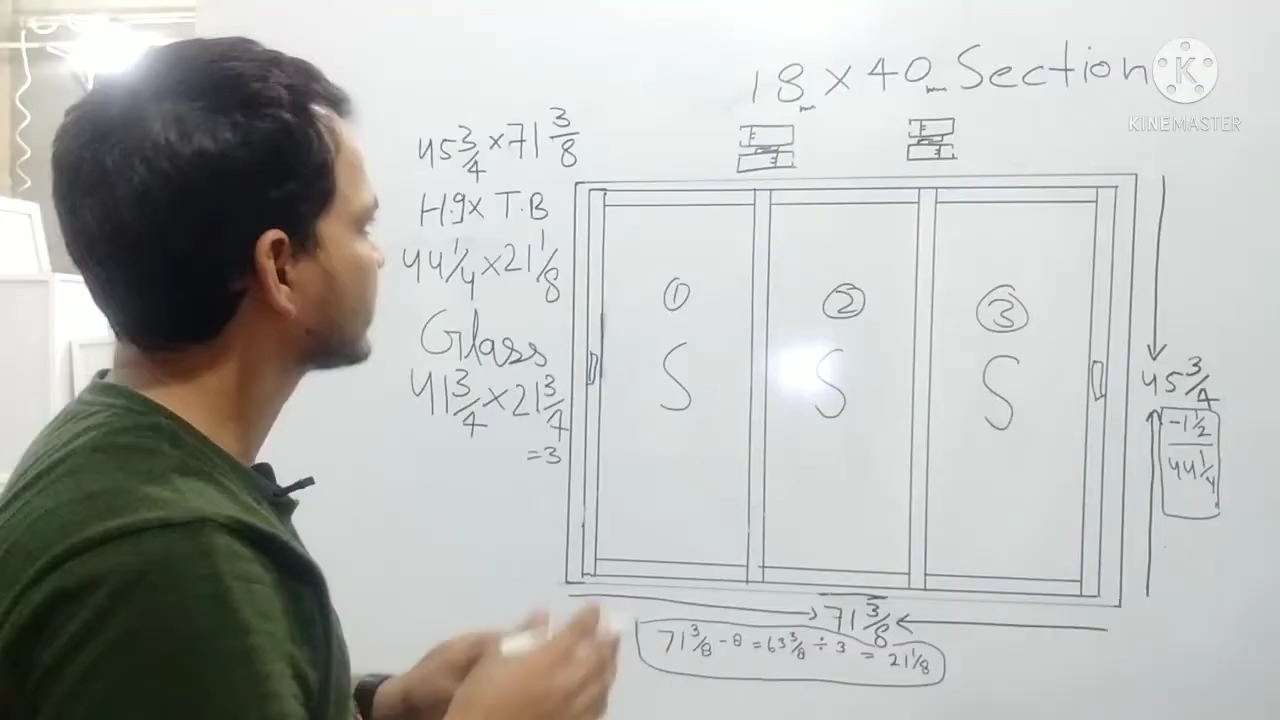 18 x 40 Section
mm mm
K
KINEMASTER
45 3/4 x 71 3/8
H.g x T.B
44 1/4 x 21 1/8
Glass
41 3/4 x 21 3/4
= 3
① ② ③
S S S
45 3/4
-1 1/2
44 1/4
71 3/8
71 3/8 - 8 = 63 3/8 ÷ 3 = 21 1/8